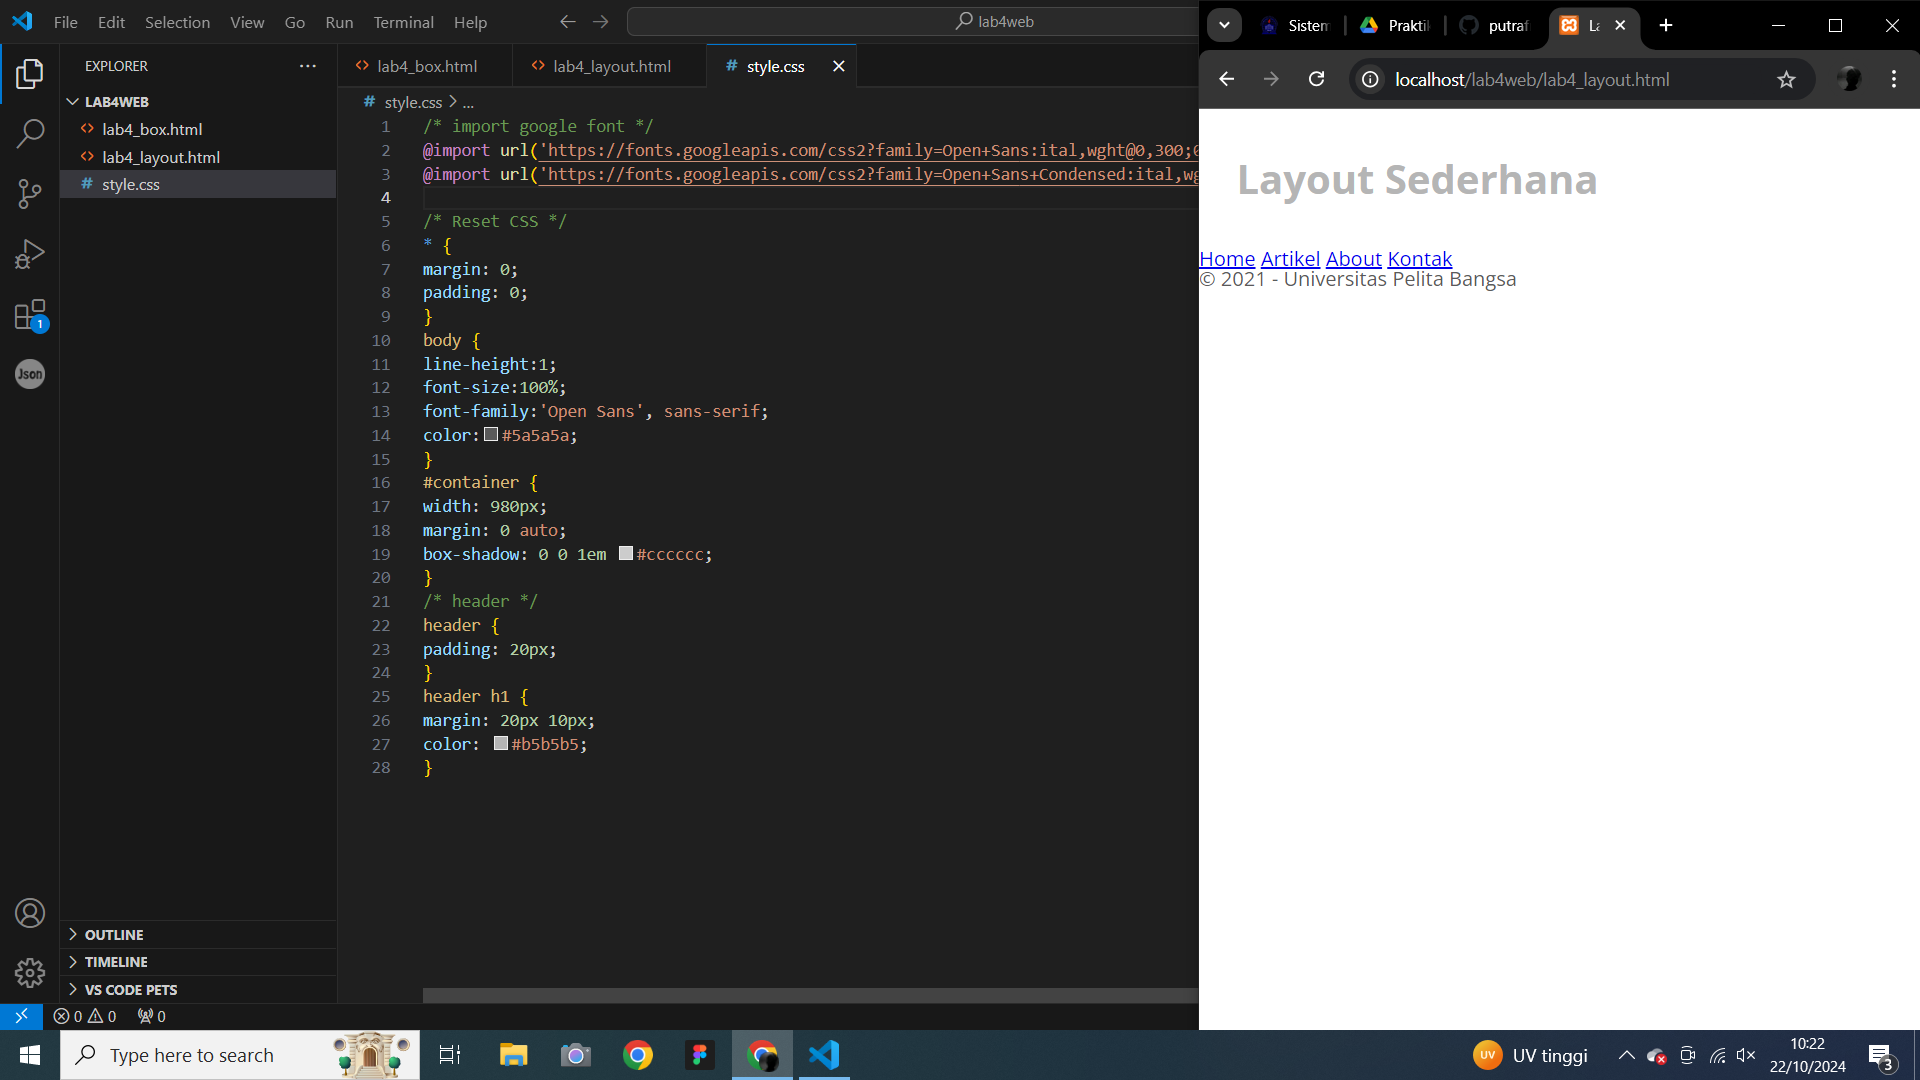 File Edit Selection View Go Run Terminal Help
lab4web
EXPLORER
LAB4WEB
lab4_box.html
lab4_layout.html
style.css
Json
1
OUTLINE
TIMELINE
VS CODE PETS
lab4_box.html lab4_layout.html style.css
style.css > ...
1 /* import google font */
2 @import url('https://fonts.googleapis.com/css2?family=Open+Sans:ital,wght@0,300;
3 @import url('https://fonts.googleapis.com/css2?family=Open+Sans+Condensed:ital,wg
4
5 /* Reset CSS */
6 * {
7 margin: 0;
8 padding: 0;
9 }
10 body {
11 line-height:1;
12 font-size:100%;
13 font-family:'Open Sans', sans-serif;
14 color: #5a5a5a;
15 }
16 #container {
17 width: 980px;
18 margin: 0 auto;
19 box-shadow: 0 0 1em #cccccc;
20 }
21 /* header */
22 header {
23 padding: 20px;
24 }
25 header h1 {
26 margin: 20px 10px;
27 color: #b5b5b5;
28 }
0 0 0
Sistem Prakti putraf La
localhost/lab4web/lab4_layout.html
Layout Sederhana
Home Artikel About Kontak
© 2021 - Universitas Pelita Bangsa
Type here to search
UV UV tinggi
10:22
22/10/2024
3